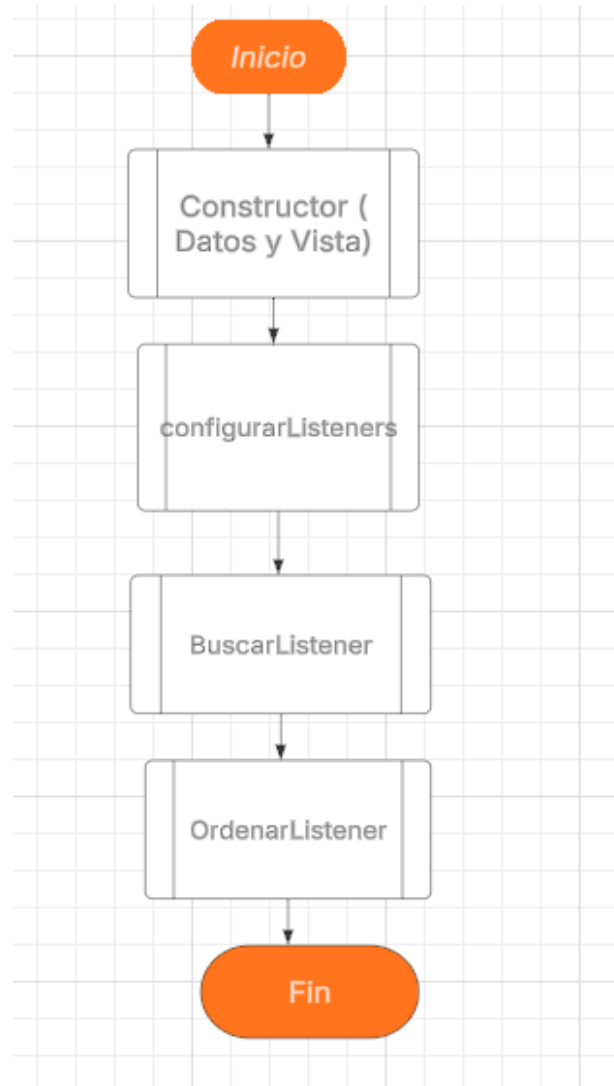 Inicio
Constructor (
Datos y Vista)
configurarListeners
BuscarListener
OrdenarListener
Fin